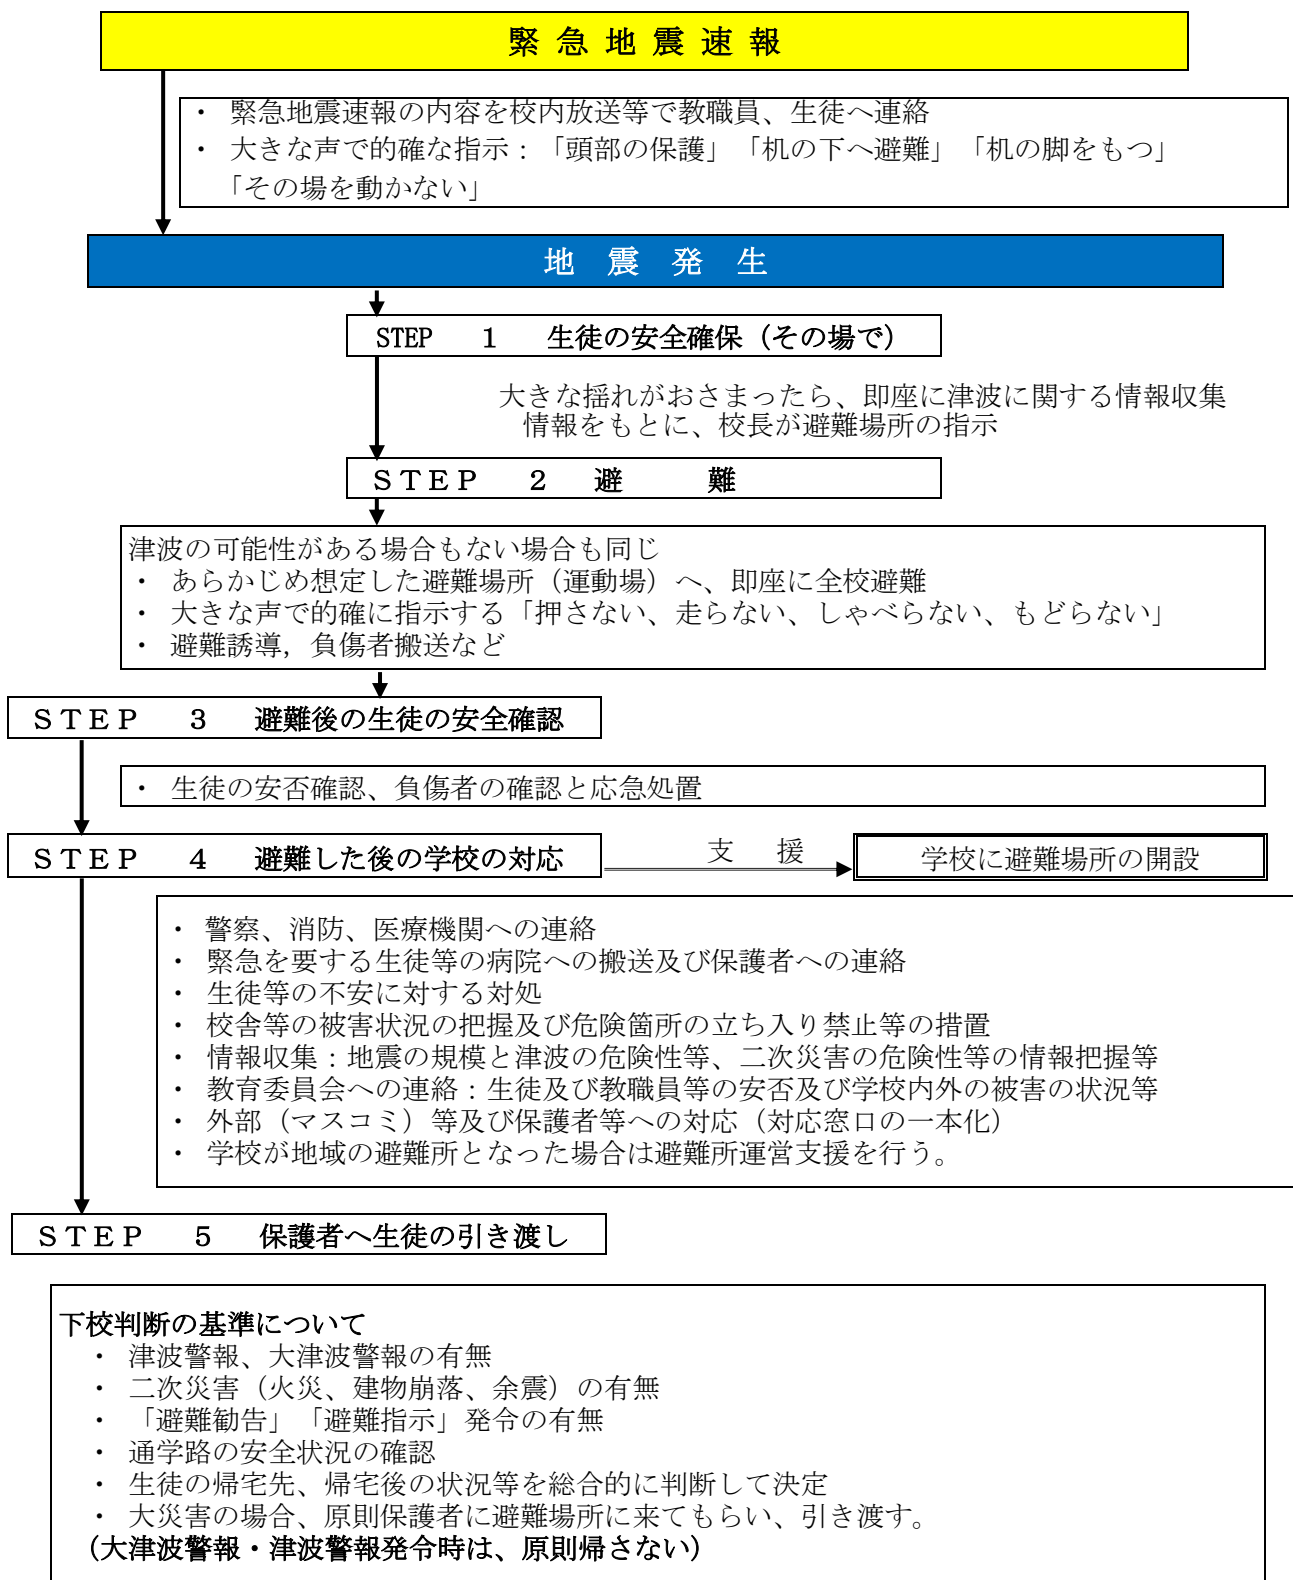 緊急地震速報
・ 緊急地震速報の内容を校内放送等で教職員、生徒へ連絡
・ 大きな声で的確な指示：「頭部の保護」「机の下へ避難」「机の脚をもつ」
「その場を動かない」
地震発生
STEP 1 生徒の安全確保（その場で）
大きな揺れがおさまったら、即座に津波に関する情報収集
情報をもとに、校長が避難場所の指示
ＳＴＥＰ ２ 避 難
津波の可能性がある場合もない場合も同じ
・ あらかじめ想定した避難場所（運動場）へ、即座に全校避難
・ 大きな声で的確に指示する「押さない、走らない、しゃべらない、もどらない」
・ 避難誘導，負傷者搬送など
ＳＴＥＰ ３ 避難後の生徒の安全確認
・ 生徒の安否確認、負傷者の確認と応急処置
ＳＴＥＰ ４ 避難した後の学校の対応
支 援
学校に避難場所の開設
・ 警察、消防、医療機関への連絡
・ 緊急を要する生徒等の病院への搬送及び保護者への連絡
・ 生徒等の不安に対する対処
・ 校舎等の被害状況の把握及び危険箇所の立ち入り禁止等の措置
・ 情報収集：地震の規模と津波の危険性等、二次災害の危険性等の情報把握等
・ 教育委員会への連絡：生徒及び教職員等の安否及び学校内外の被害の状況等
・ 外部（マスコミ）等及び保護者等への対応（対応窓口の一本化）
・ 学校が地域の避難所となった場合は避難所運営支援を行う。
ＳＴＥＰ ５ 保護者へ生徒の引き渡し
下校判断の基準について
・ 津波警報、大津波警報の有無
・ 二次災害（火災、建物崩落、余震）の有無
・ 「避難勧告」「避難指示」発令の有無
・ 通学路の安全状況の確認
・ 生徒の帰宅先、帰宅後の状況等を総合的に判断して決定
・ 大災害の場合、原則保護者に避難場所に来てもらい、引き渡す。
（大津波警報・津波警報発令時は、原則帰さない）